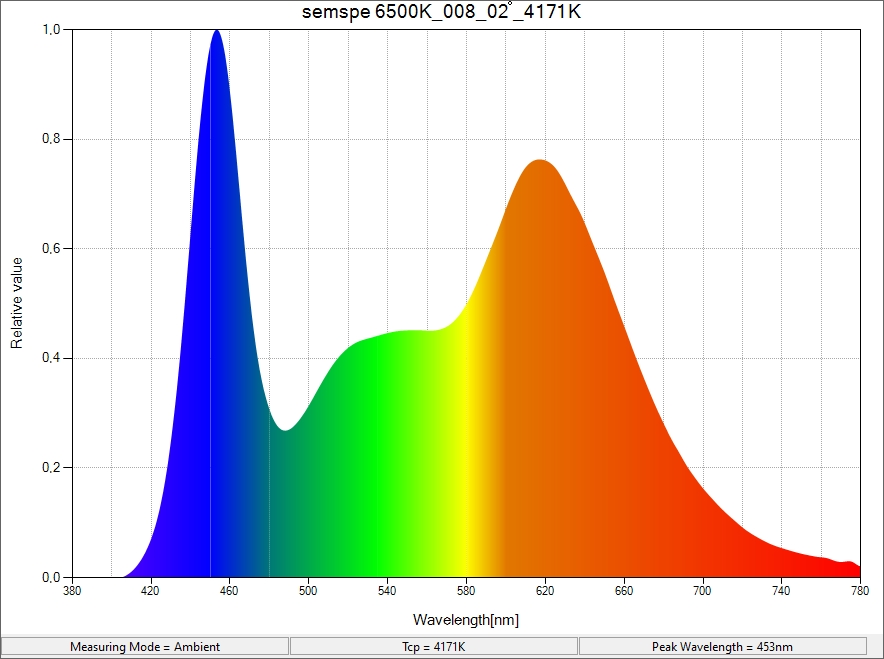 semspe 6500K_008_02°_4171K
1.0
0.8
0.6
0.4
0.2
0.0
Relative value
380 420 460 500 540 580 620 660 700 740 780
Wavelength[nm]
Measuring Mode = Ambient Tcp = 4171K Peak Wavelength = 453nm